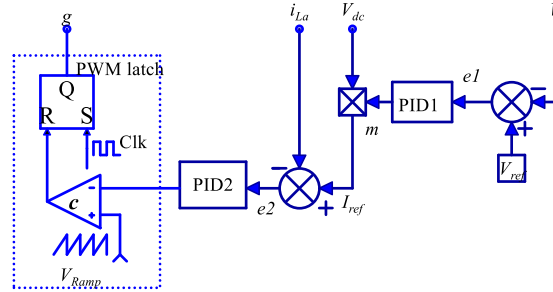 g
i_La
V_dc
PWM latch
Q
R
S
Clk
c
V_Ramp
PID2
e2
I_ref
m
PID1
e1
V_ref